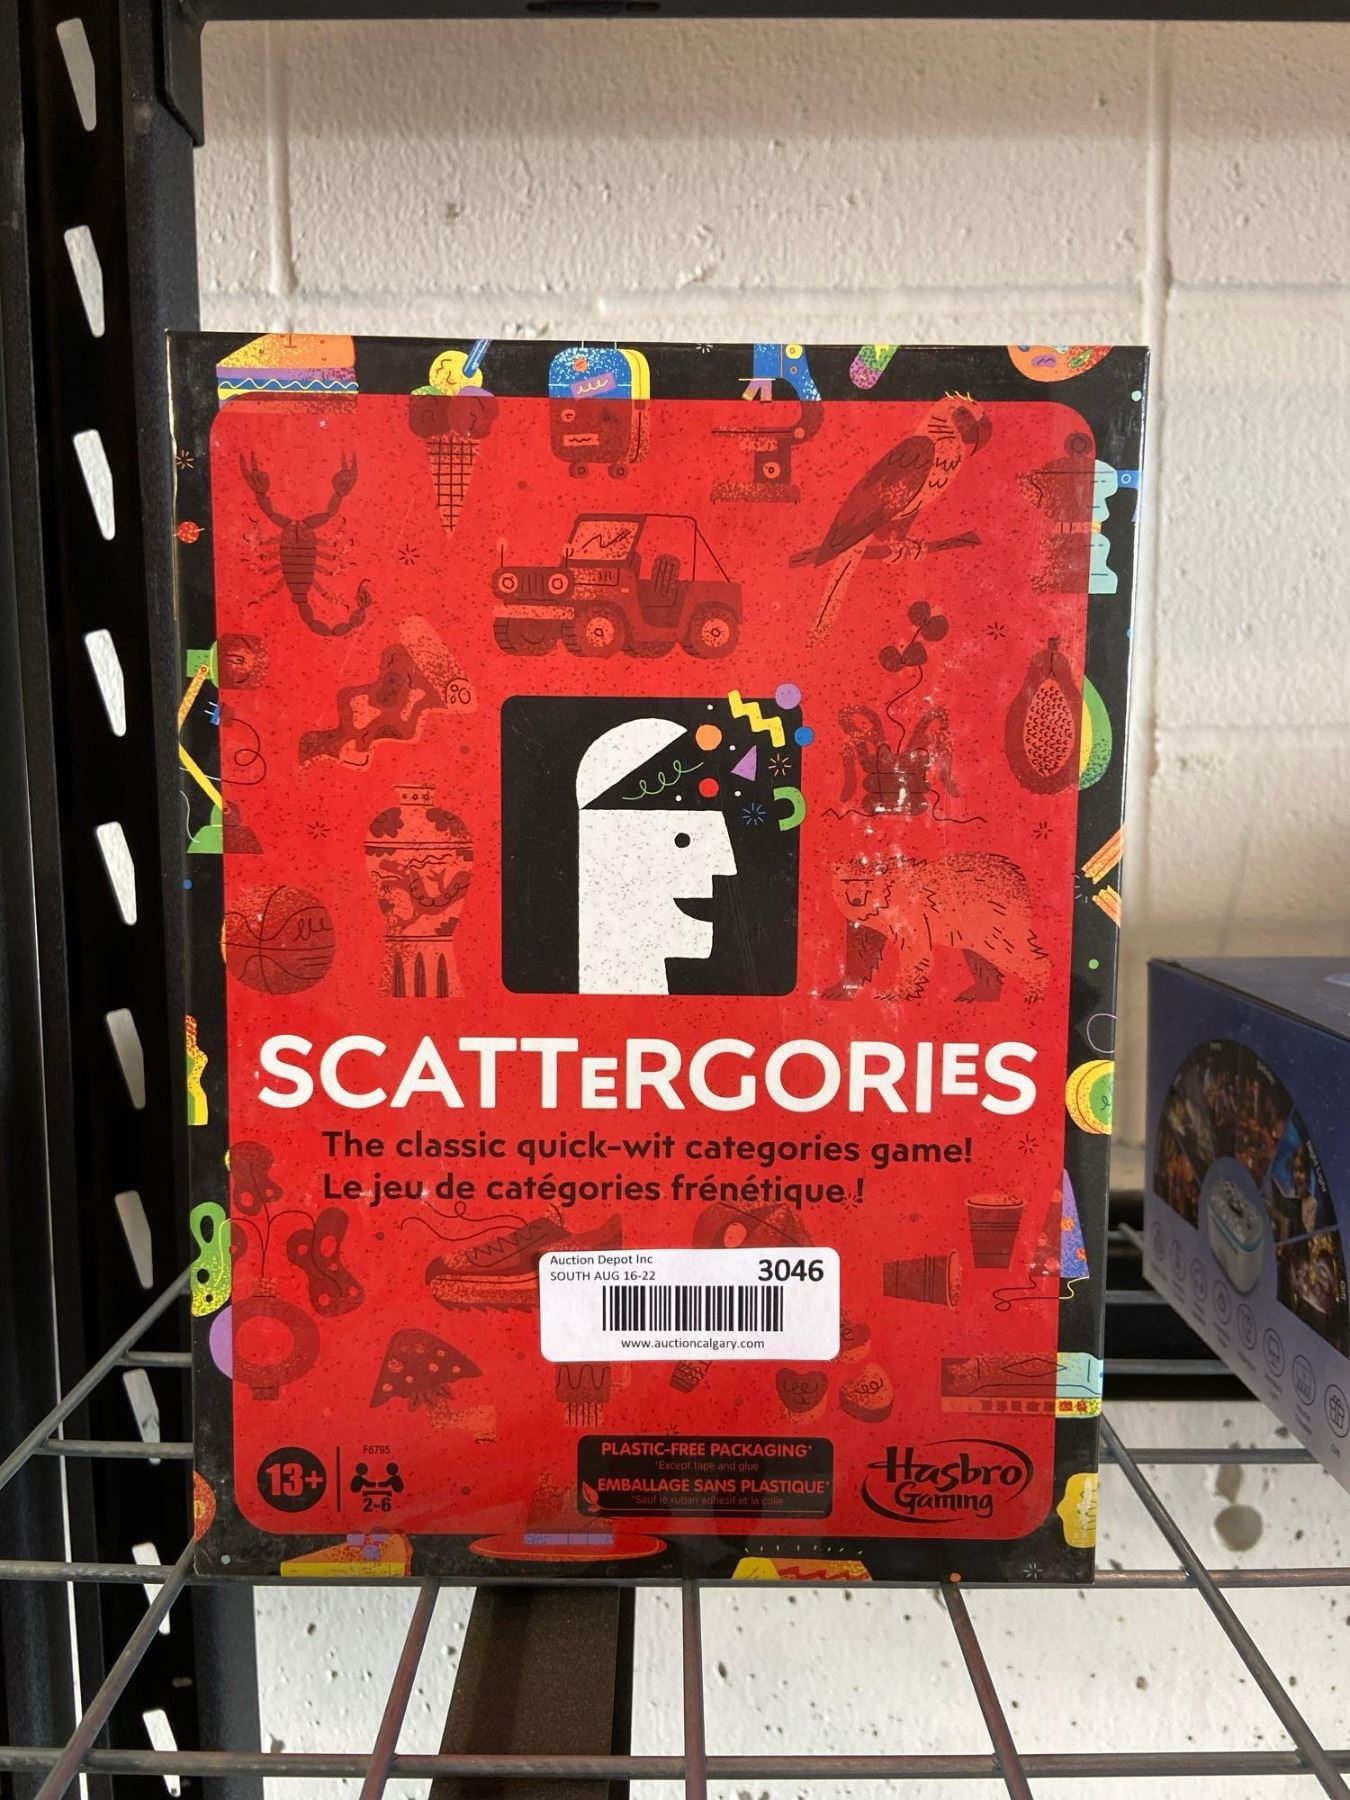 SCATTERGORIES
The classic quick-wit categories game!
Le jeu de catégories frénétique !
Auction Depot Inc
SOUTH AUG 16-22
3046
www.auctioncalgary.com
13+
F6795
2-6
PLASTIC-FREE PACKAGING*
*Except tape and glue
EMBALLAGE SANS PLASTIQUE*
*Sauf le ruban adhésif et la colle
Hasbro
Gaming